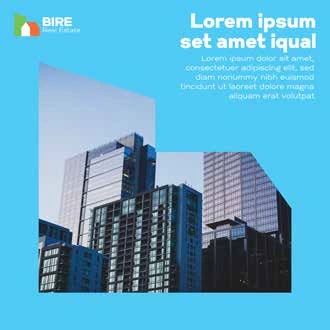 BIRE
Real Estate
Lorem ipsum
set amet iqual
Lorem ipsum dolor sit amet,
consectetuer adipiscing elit, sed
diam nonummy nibh euismod
tincidunt ut laoreet dolore magna
aliquam erat volutpat